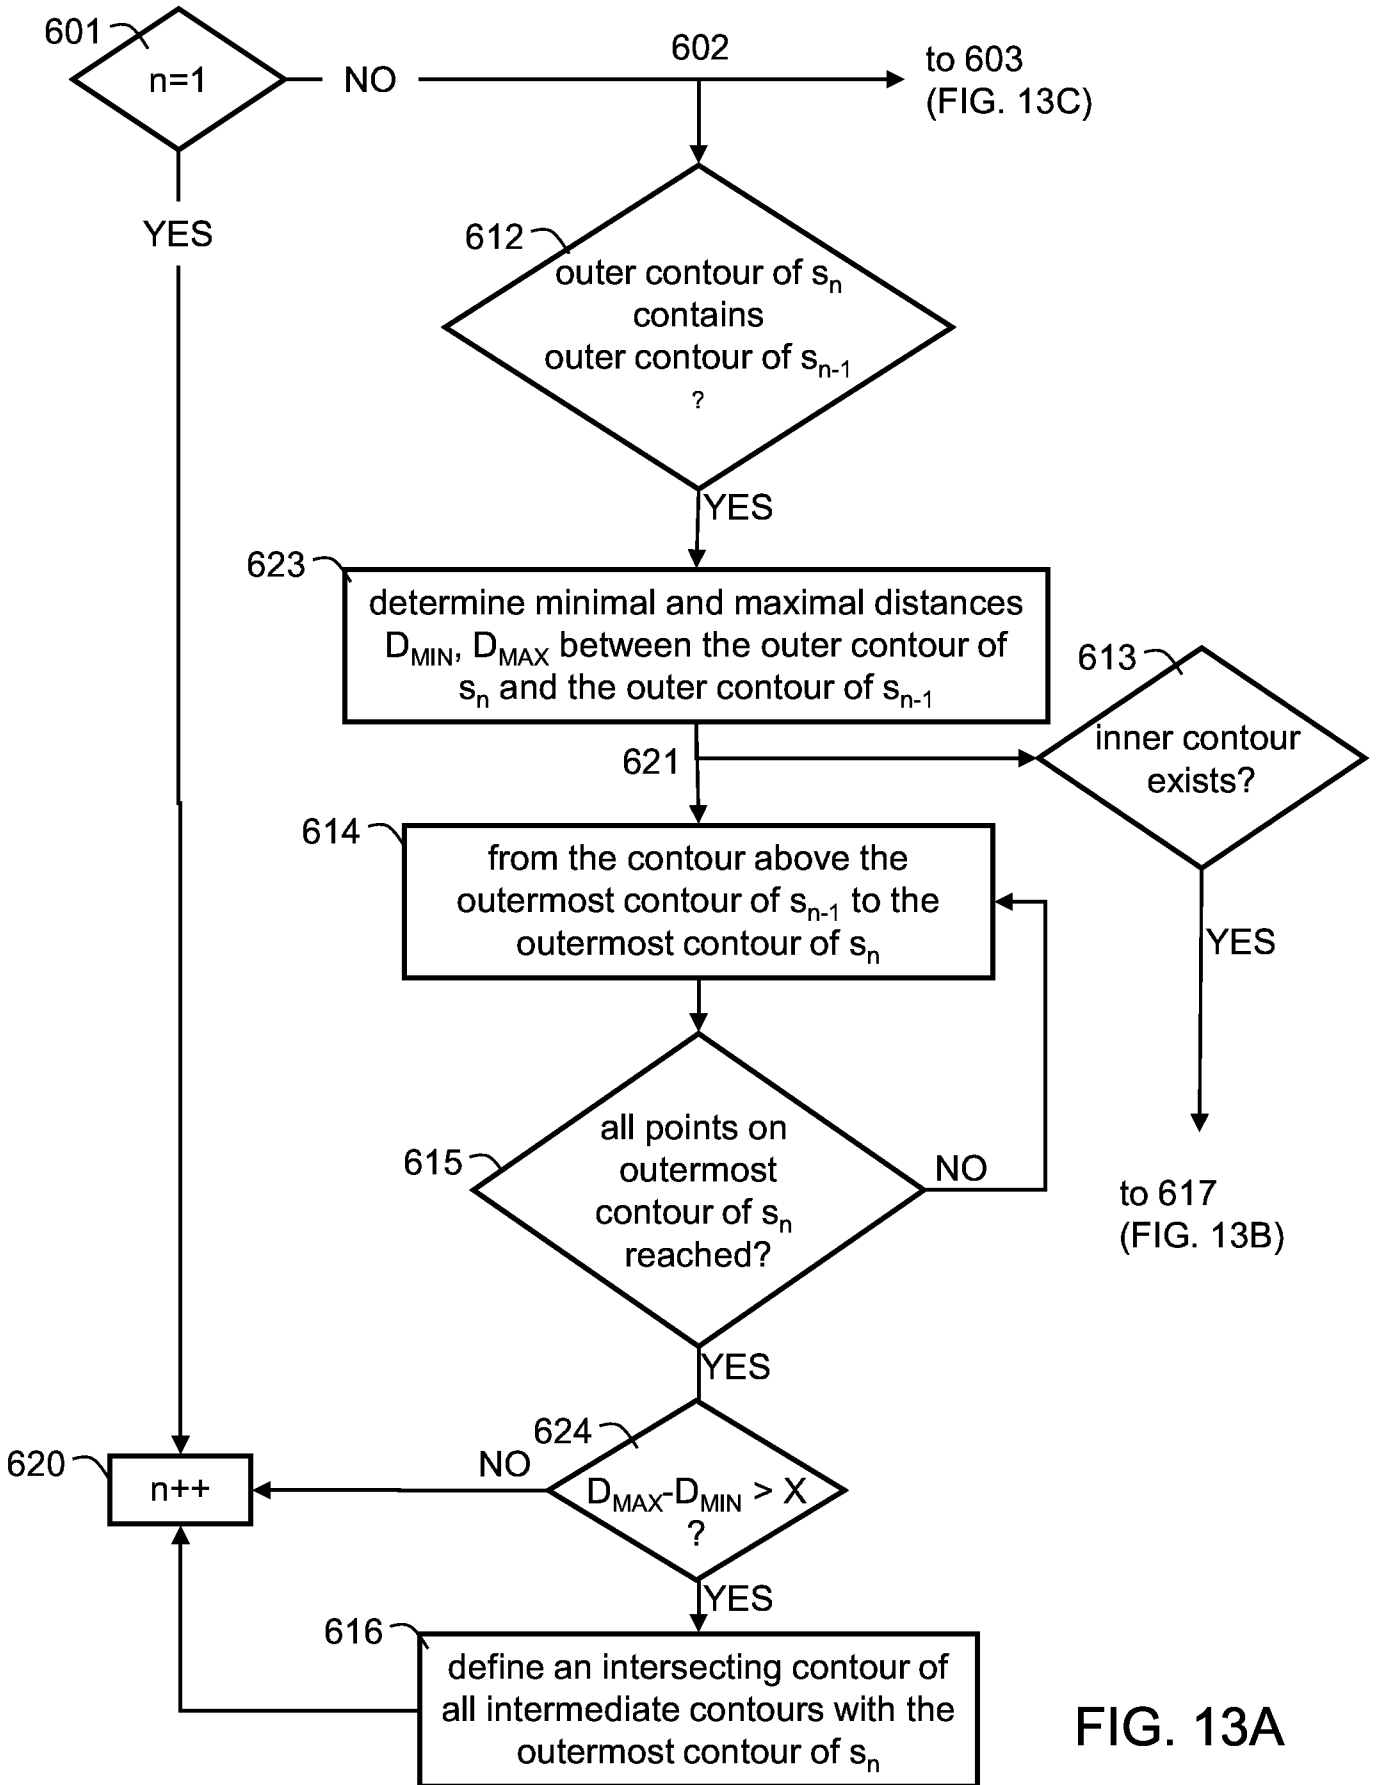 601
n=1
NO
602
to 603
(FIG. 13C)
YES
612
outer contour of sn
contains
outer contour of sn-1
?
YES
623
determine minimal and maximal distances
DMIN, DMAX between the outer contour of
sn and the outer contour of sn-1
613
inner contour
exists?
621
614
from the contour above the
outermost contour of sn-1 to the
outermost contour of sn
YES
615
all points on
outermost
contour of sn
reached?
NO
to 617
(FIG. 13B)
YES
624
DMAX-DMIN > X
?
NO
620
n++
YES
616
define an intersecting contour of
all intermediate contours with the
outermost contour of sn
FIG. 13A